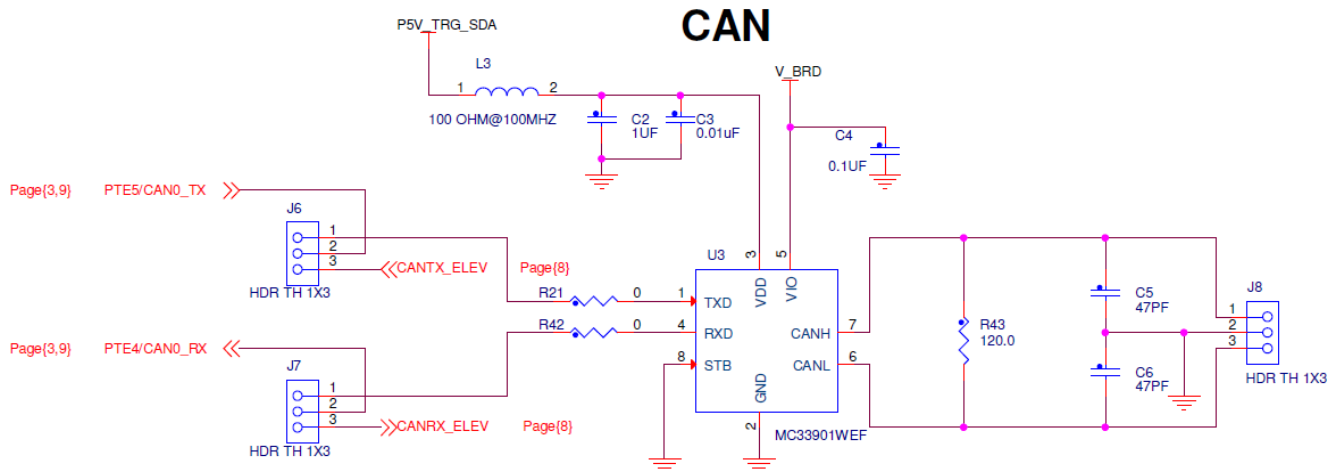 CAN
P5V_TRG_SDA
L3
1
2
100 OHM@100MHZ
C2
1UF
C3
0.01uF
V_BRD
C4
0.1UF
Page{3,9} PTE5/CAN0_TX
J6
1
2
3
CANTX_ELEV Page{8}
HDR TH 1X3
R21 0
R42 0
Page{3,9} PTE4/CAN0_RX
J7
1
2
3
CANRX_ELEV Page{8}
HDR TH 1X3
U3
3
5
VDD
VIO
1 TXD
4 RXD
8 STB
CANH 7
CANL 6
GND
2
MC33901WEF
R43
120.0
C5
47PF
C6
47PF
J8
1
2
3
HDR TH 1X3